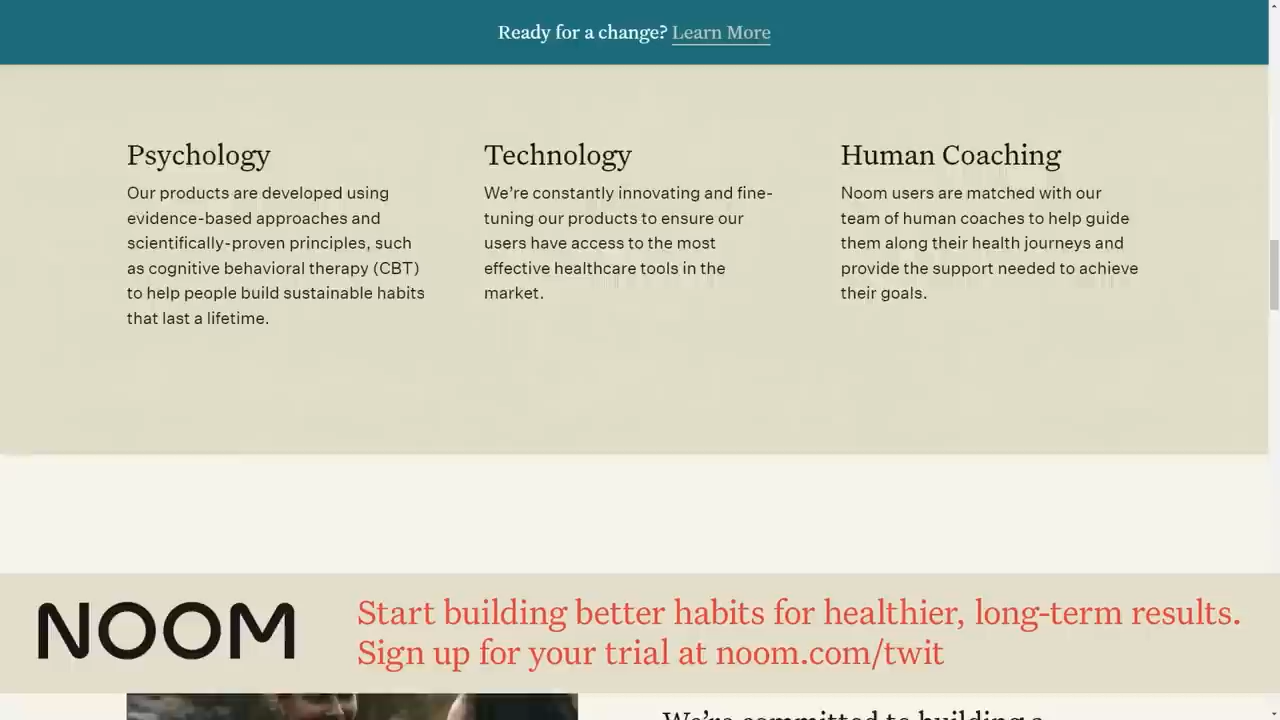 Ready for a change? Learn More
Psychology
Our products are developed using
evidence-based approaches and
scientifically-proven principles, such
as cognitive behavioral therapy (CBT)
to help people build sustainable habits
that last a lifetime.
Technology
We’re constantly innovating and fine-
tuning our products to ensure our
users have access to the most
effective healthcare tools in the
market.
Human Coaching
Noom users are matched with our
team of human coaches to help guide
them along their health journeys and
provide the support needed to achieve
their goals.
NOOM
Start building better habits for healthier, long-term results.
Sign up for your trial at noom.com/twit
We’re committed to building a